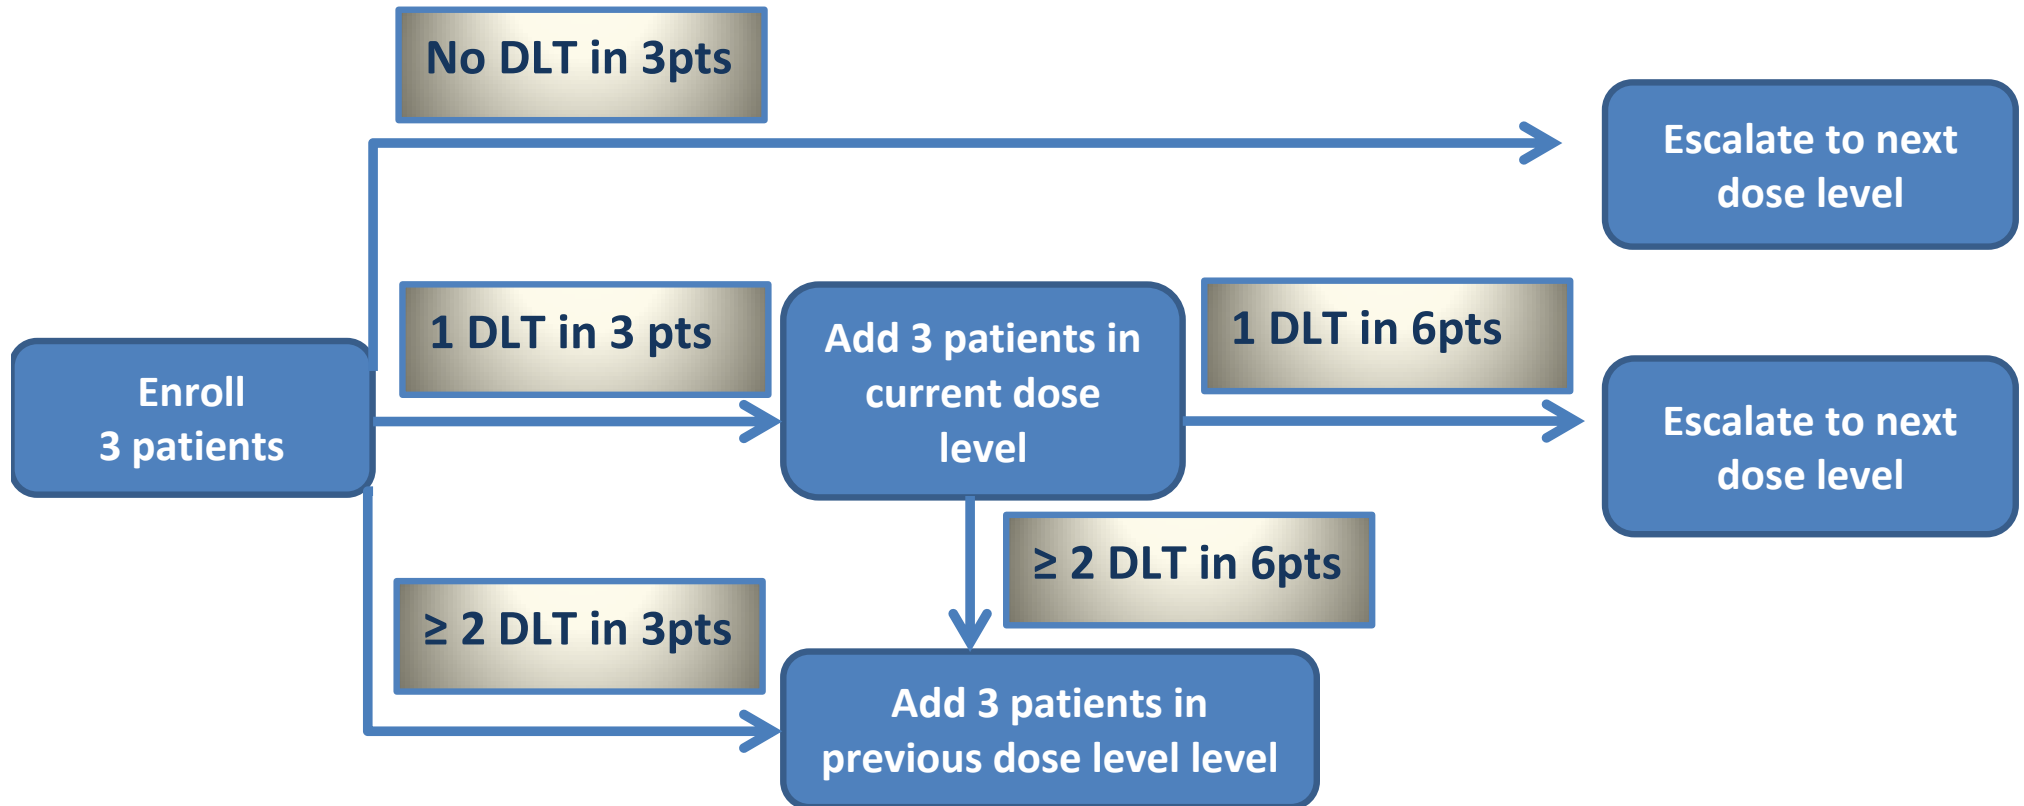 No DLT in 3pts
Escalate to next
dose level
1 DLT in 3 pts
Add 3 patients in
current dose
level
1 DLT in 6pts
Enroll
3 patients
Escalate to next
dose level
≥ 2 DLT in 6pts
≥ 2 DLT in 3pts
Add 3 patients in
previous dose level level